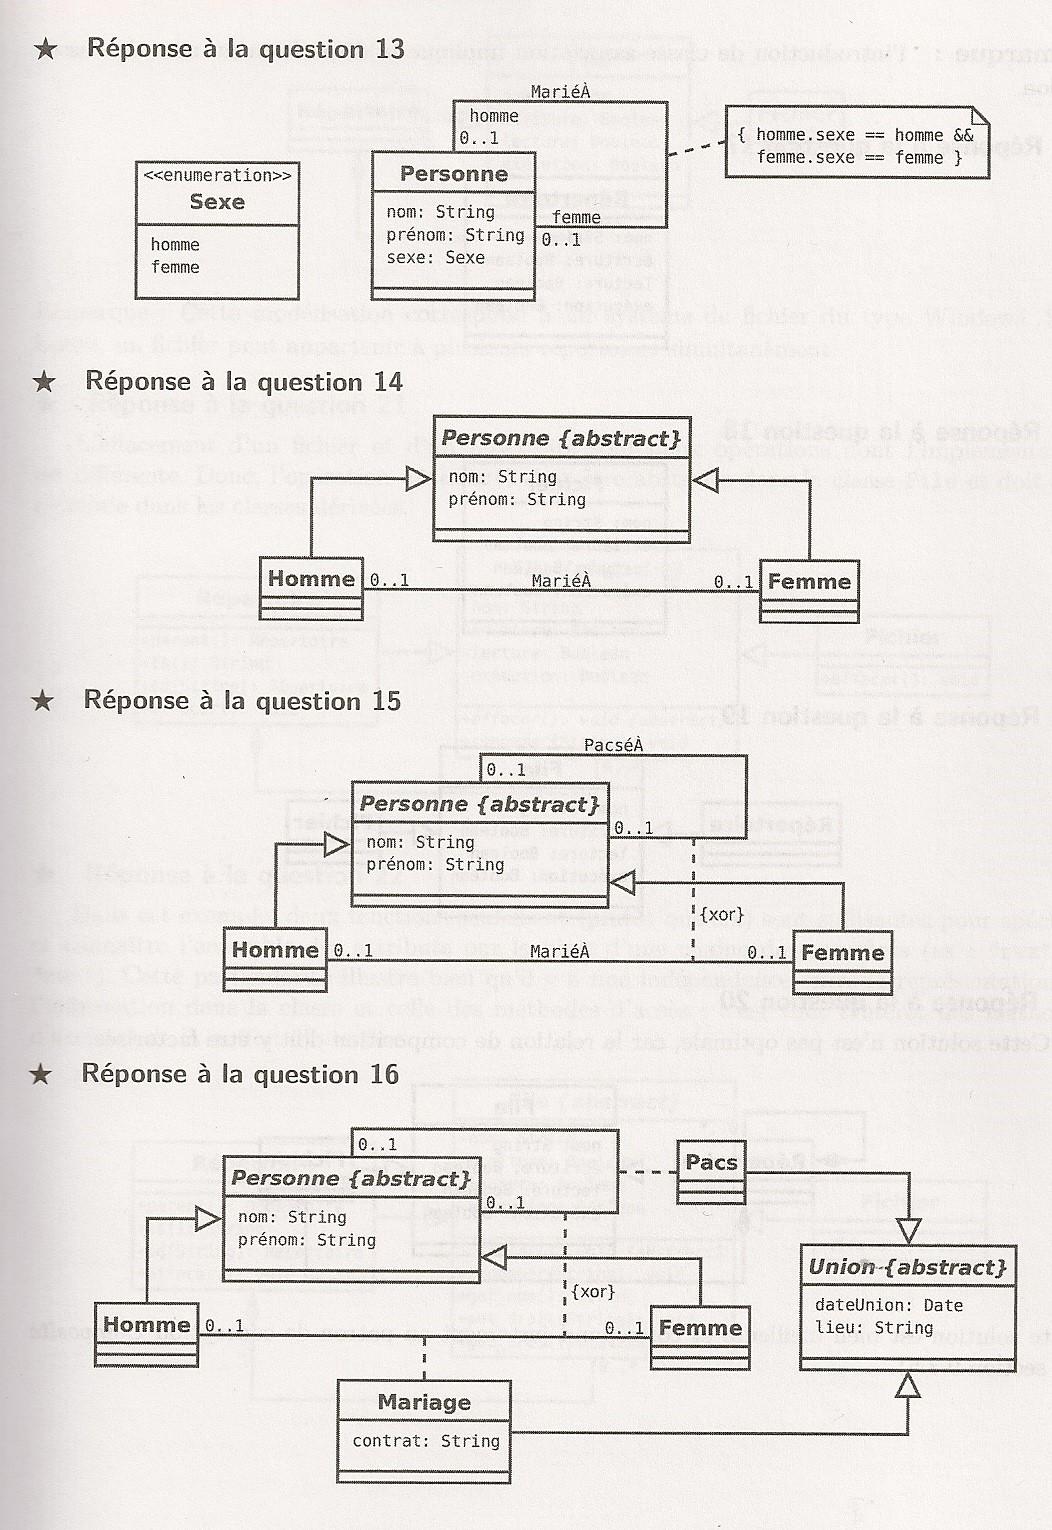 ★ Réponse à la question 13
MariéÀ
homme
0..1
{ homme.sexe == homme &&
femme.sexe == femme }
<<enumeration>>
Sexe
homme
femme
Personne
nom: String
prénom: String
sexe: Sexe
femme
0..1
★ Réponse à la question 14
Personne {abstract}
nom: String
prénom: String
Homme
0..1
MariéÀ
0..1
Femme
★ Réponse à la question 15
PacséÀ
0..1
Personne {abstract}
0..1
nom: String
prénom: String
{xor}
Homme
0..1
MariéÀ
0..1
Femme
★ Réponse à la question 16
0..1
Pacs
Personne {abstract}
0..1
nom: String
prénom: String
Union {abstract}
dateUnion: Date
lieu: String
{xor}
Homme
0..1
0..1
Femme
Mariage
contrat: String